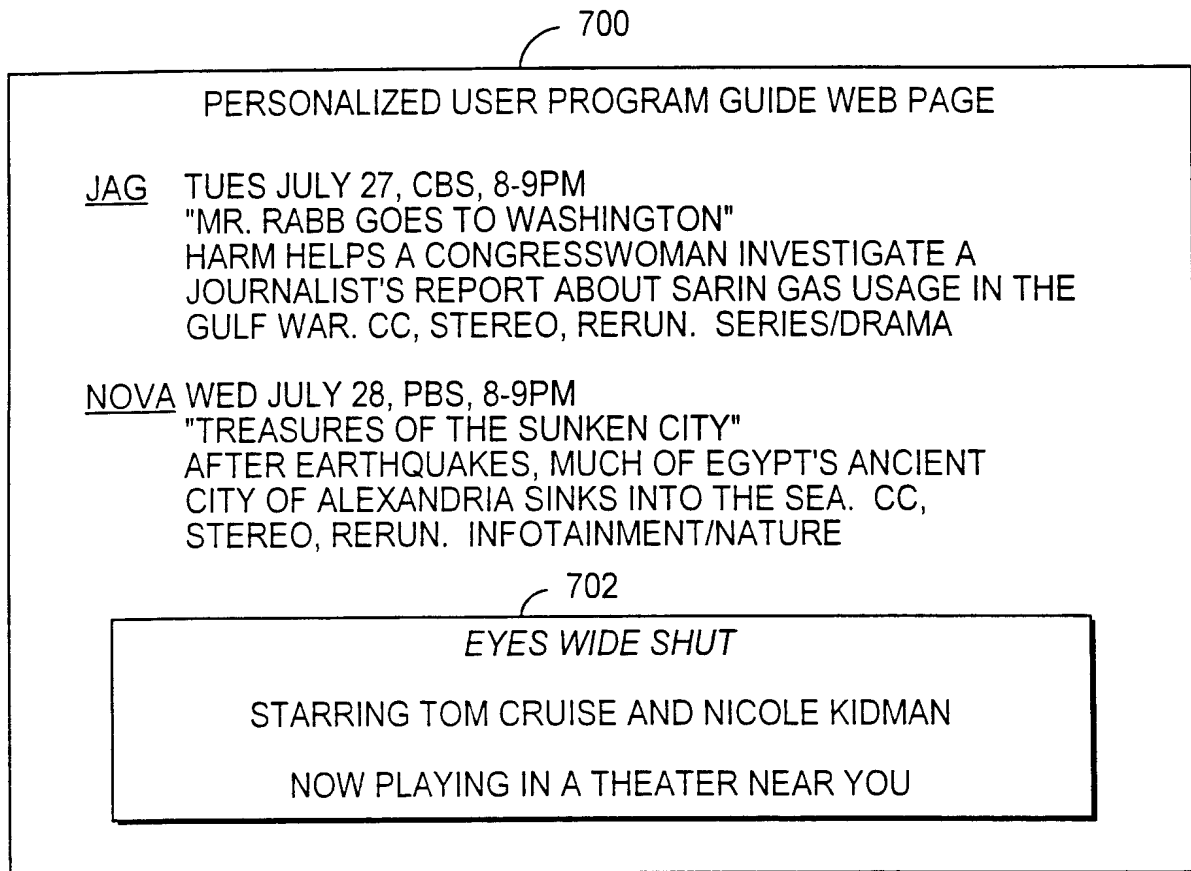 700
PERSONALIZED USER PROGRAM GUIDE WEB PAGE
JAG TUES JULY 27, CBS, 8-9PM
"MR. RABB GOES TO WASHINGTON"
HARM HELPS A CONGRESSWOMAN INVESTIGATE A
JOURNALIST'S REPORT ABOUT SARIN GAS USAGE IN THE
GULF WAR. CC, STEREO, RERUN. SERIES/DRAMA
NOVA WED JULY 28, PBS, 8-9PM
"TREASURES OF THE SUNKEN CITY"
AFTER EARTHQUAKES, MUCH OF EGYPT'S ANCIENT
CITY OF ALEXANDRIA SINKS INTO THE SEA. CC,
STEREO, RERUN. INFOTAINMENT/NATURE
702
EYES WIDE SHUT
STARRING TOM CRUISE AND NICOLE KIDMAN
NOW PLAYING IN A THEATER NEAR YOU